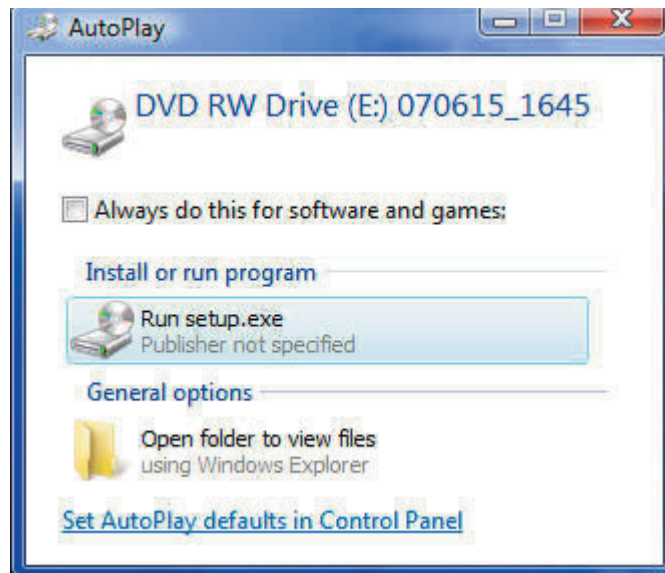 AutoPlay
DVD RW Drive (E:) 070615_1645
Always do this for software and games:
Install or run program
Run setup.exe
Publisher not specified
General options
Open folder to view files
using Windows Explorer
Set AutoPlay defaults in Control Panel